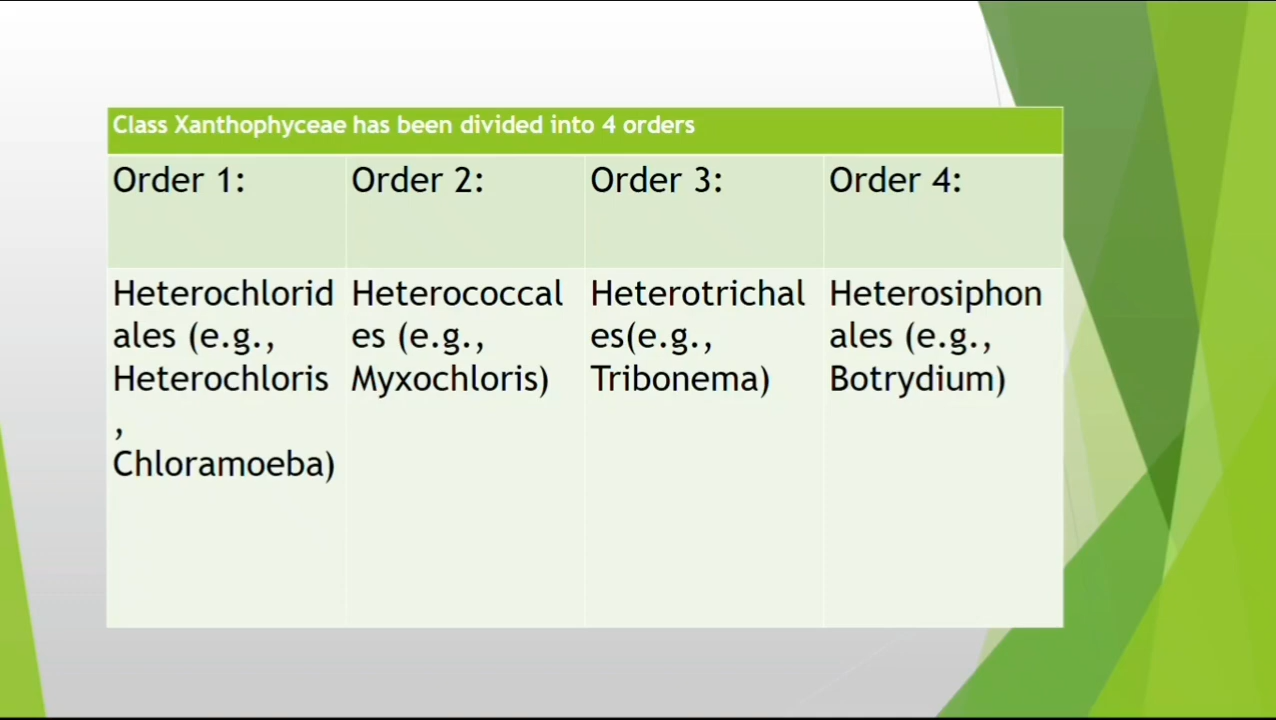 Class Xanthophyceae has been divided into 4 orders
Order 1:
Order 2:
Order 3:
Order 4:
Heterochlorid
ales (e.g.,
Heterochloris
,
Chloramoeba)
Heterococcal
es (e.g.,
Myxochloris)
Heterotrichal
es(e.g.,
Tribonema)
Heterosiphon
ales (e.g.,
Botrydium)